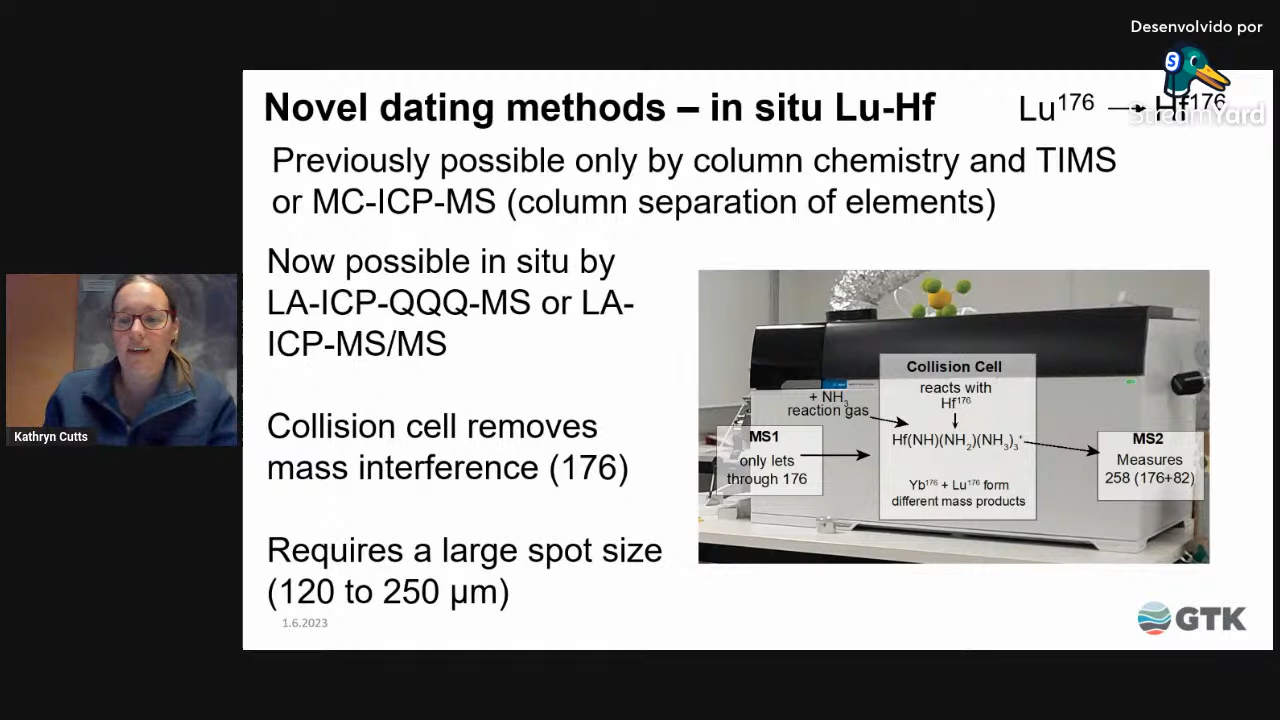 Desenvolvido por
S
StreamYard
Novel dating methods – in situ Lu-Hf
Lu176 → Hf176
Previously possible only by column chemistry and TIMS
or MC-ICP-MS (column separation of elements)
Now possible in situ by
LA-ICP-QQQ-MS or LA-
ICP-MS/MS
Collision cell removes
mass interference (176)
Requires a large spot size
(120 to 250 µm)
+ NH3
reaction gas
MS1
only lets
through 176
Collision Cell
reacts with
Hf176
Hf(NH)(NH2)(NH3)3+
Yb176 + Lu176 form
different mass products
MS2
Measures
258 (176+82)
1.6.2023
GTK
Kathryn Cutts